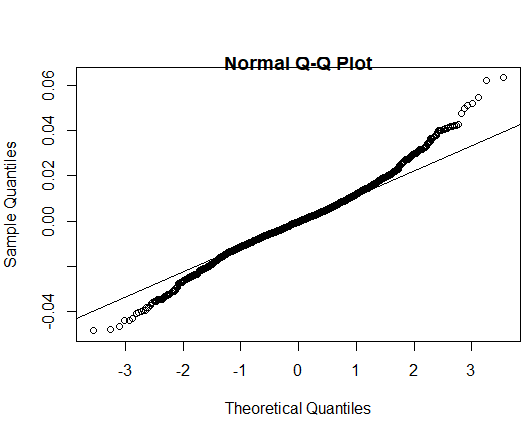 Normal Q-Q Plot
Sample Quantiles
0.06
0.04
0.02
0.00
-0.04
-3 -2 -1 0 1 2 3
Theoretical Quantiles